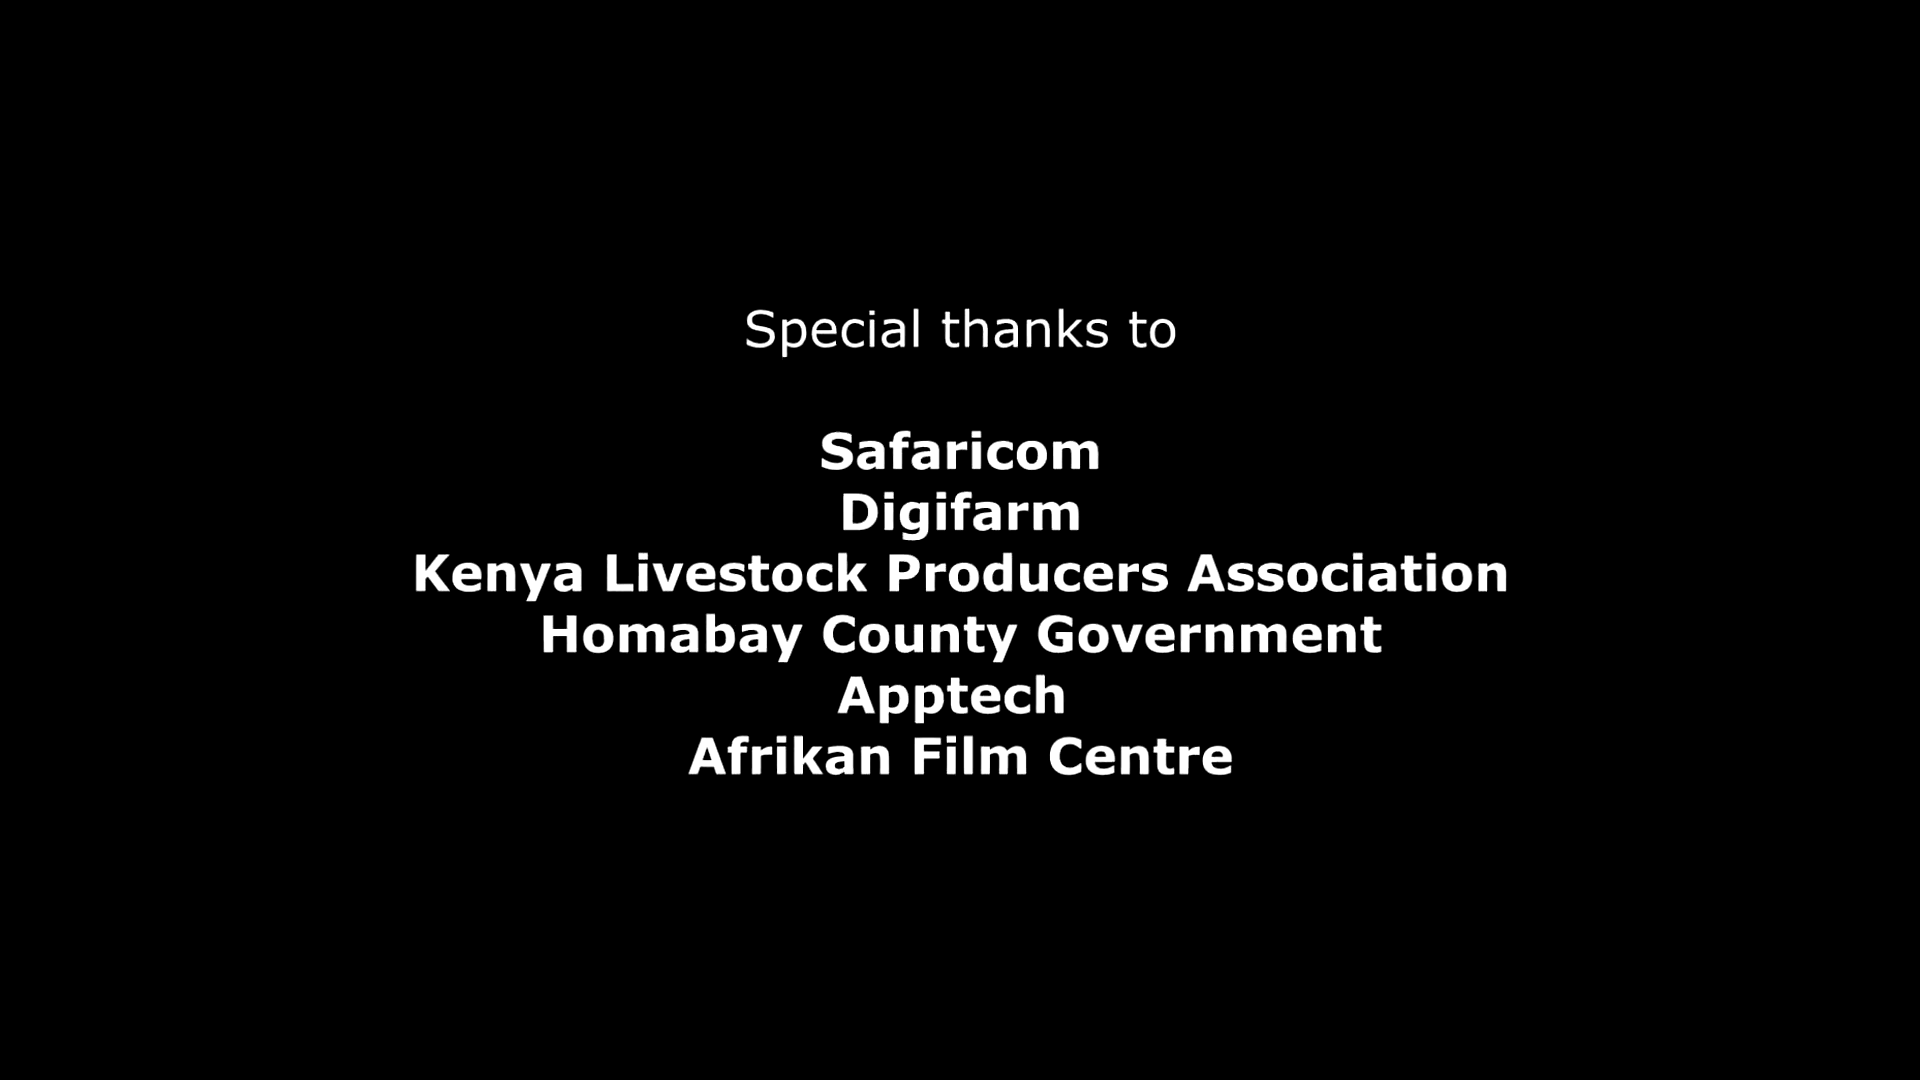 Special thanks to
Safaricom
Digifarm
Kenya Livestock Producers Association
Homabay County Government
Apptech
Afrikan Film Centre